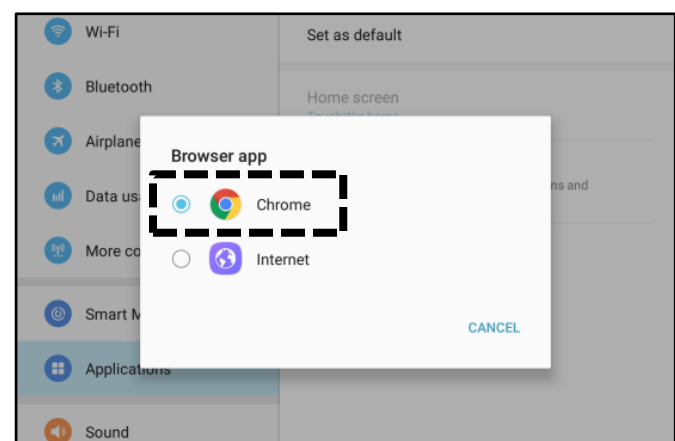 Wi-Fi
Set as default
Bluetooth
Home screen
Airplane
Browser app
Data us
ns and
Chrome
More co
Internet
Smart M
CANCEL
Applications
Sound